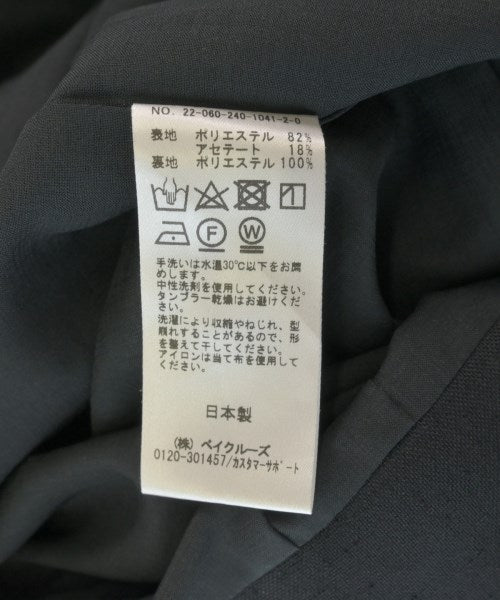 NO. 22-060-240-1041-2-0
表地 ポリエステル 82%
アセテート 18%
裏地 ポリエステル 100%
F W
手洗いは水温30℃以下をお薦
めします。
中性洗剤を使用してください。
タンブラー乾燥はお避けくださ
い。
洗濯により収縮やねじれ、型
崩れすることがあるので、形
を整えて干してください。
アイロンは当て布を使用して
ください。
日本製
(株) ベイクルーズ
0120-301457/カスタマーサポート